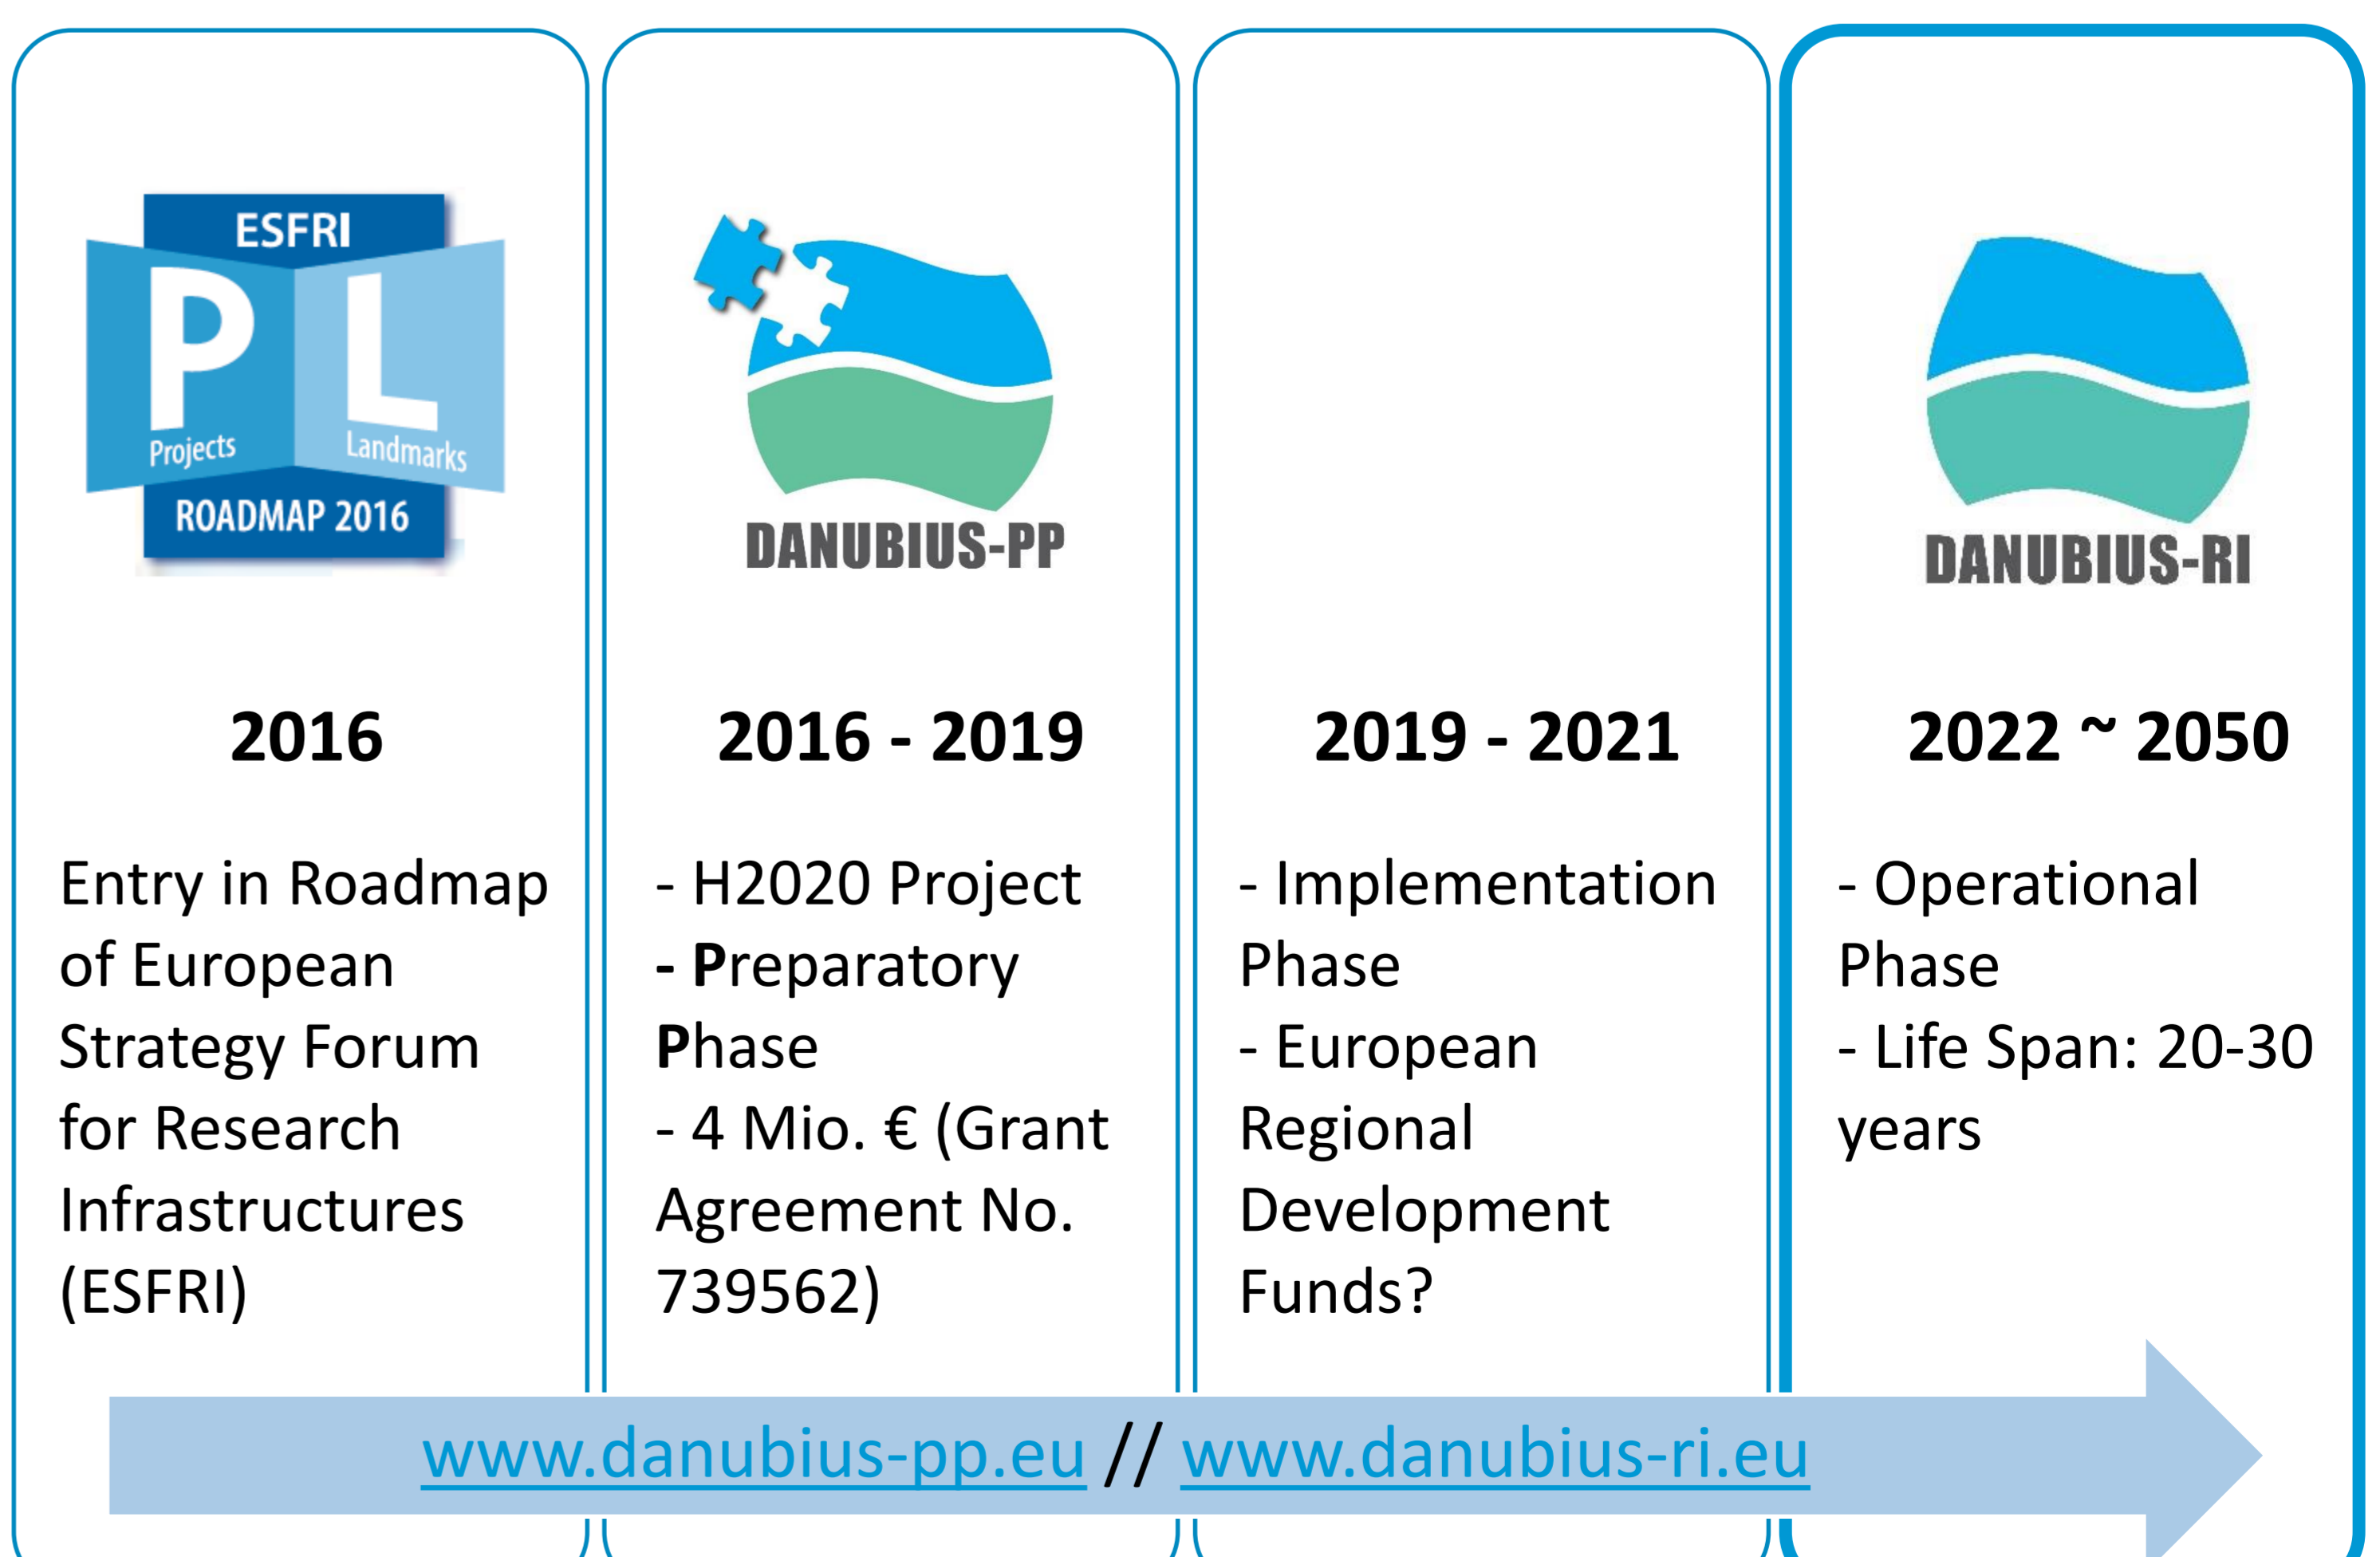 ESFRI
P L
Projects Landmarks
ROADMAP 2016
2016
Entry in Roadmap
of European
Strategy Forum
for Research
Infrastructures
(ESFRI)
DANUBIUS-PP
2016 - 2019
- H2020 Project
- Preparatory
Phase
- 4 Mio. € (Grant
Agreement No.
739562)
2019 - 2021
- Implementation
Phase
- European
Regional
Development
Funds?
DANUBIUS-RI
2022 ~ 2050
- Operational
Phase
- Life Span: 20-30
years
www.danubius-pp.eu // www.danubius-ri.eu